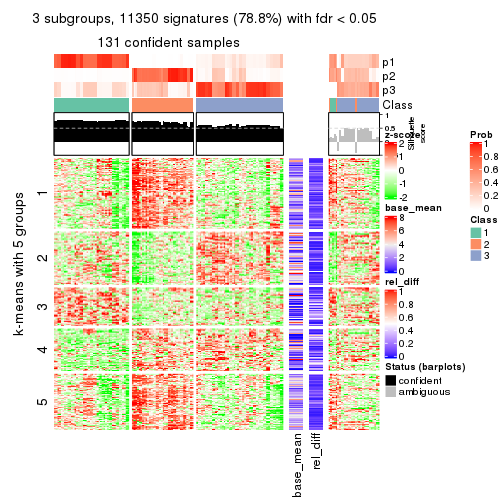 3 subgroups, 11350 signatures (78.8%) with fdr < 0.05
131 confident samples
p1
p2
p3
Class
1
0.5
0
Silhouette
score
k-means with 5 groups
1
2
3
4
5
base_mean
rel_diff
z-score
2
1
0
-1
-2
base_mean
8
6
4
2
0
rel_diff
1
0.8
0.6
0.4
0.2
0
Status (barplots)
confident
ambiguous
Prob
1
0.8
0.6
0.4
0.2
0
Class
1
2
3